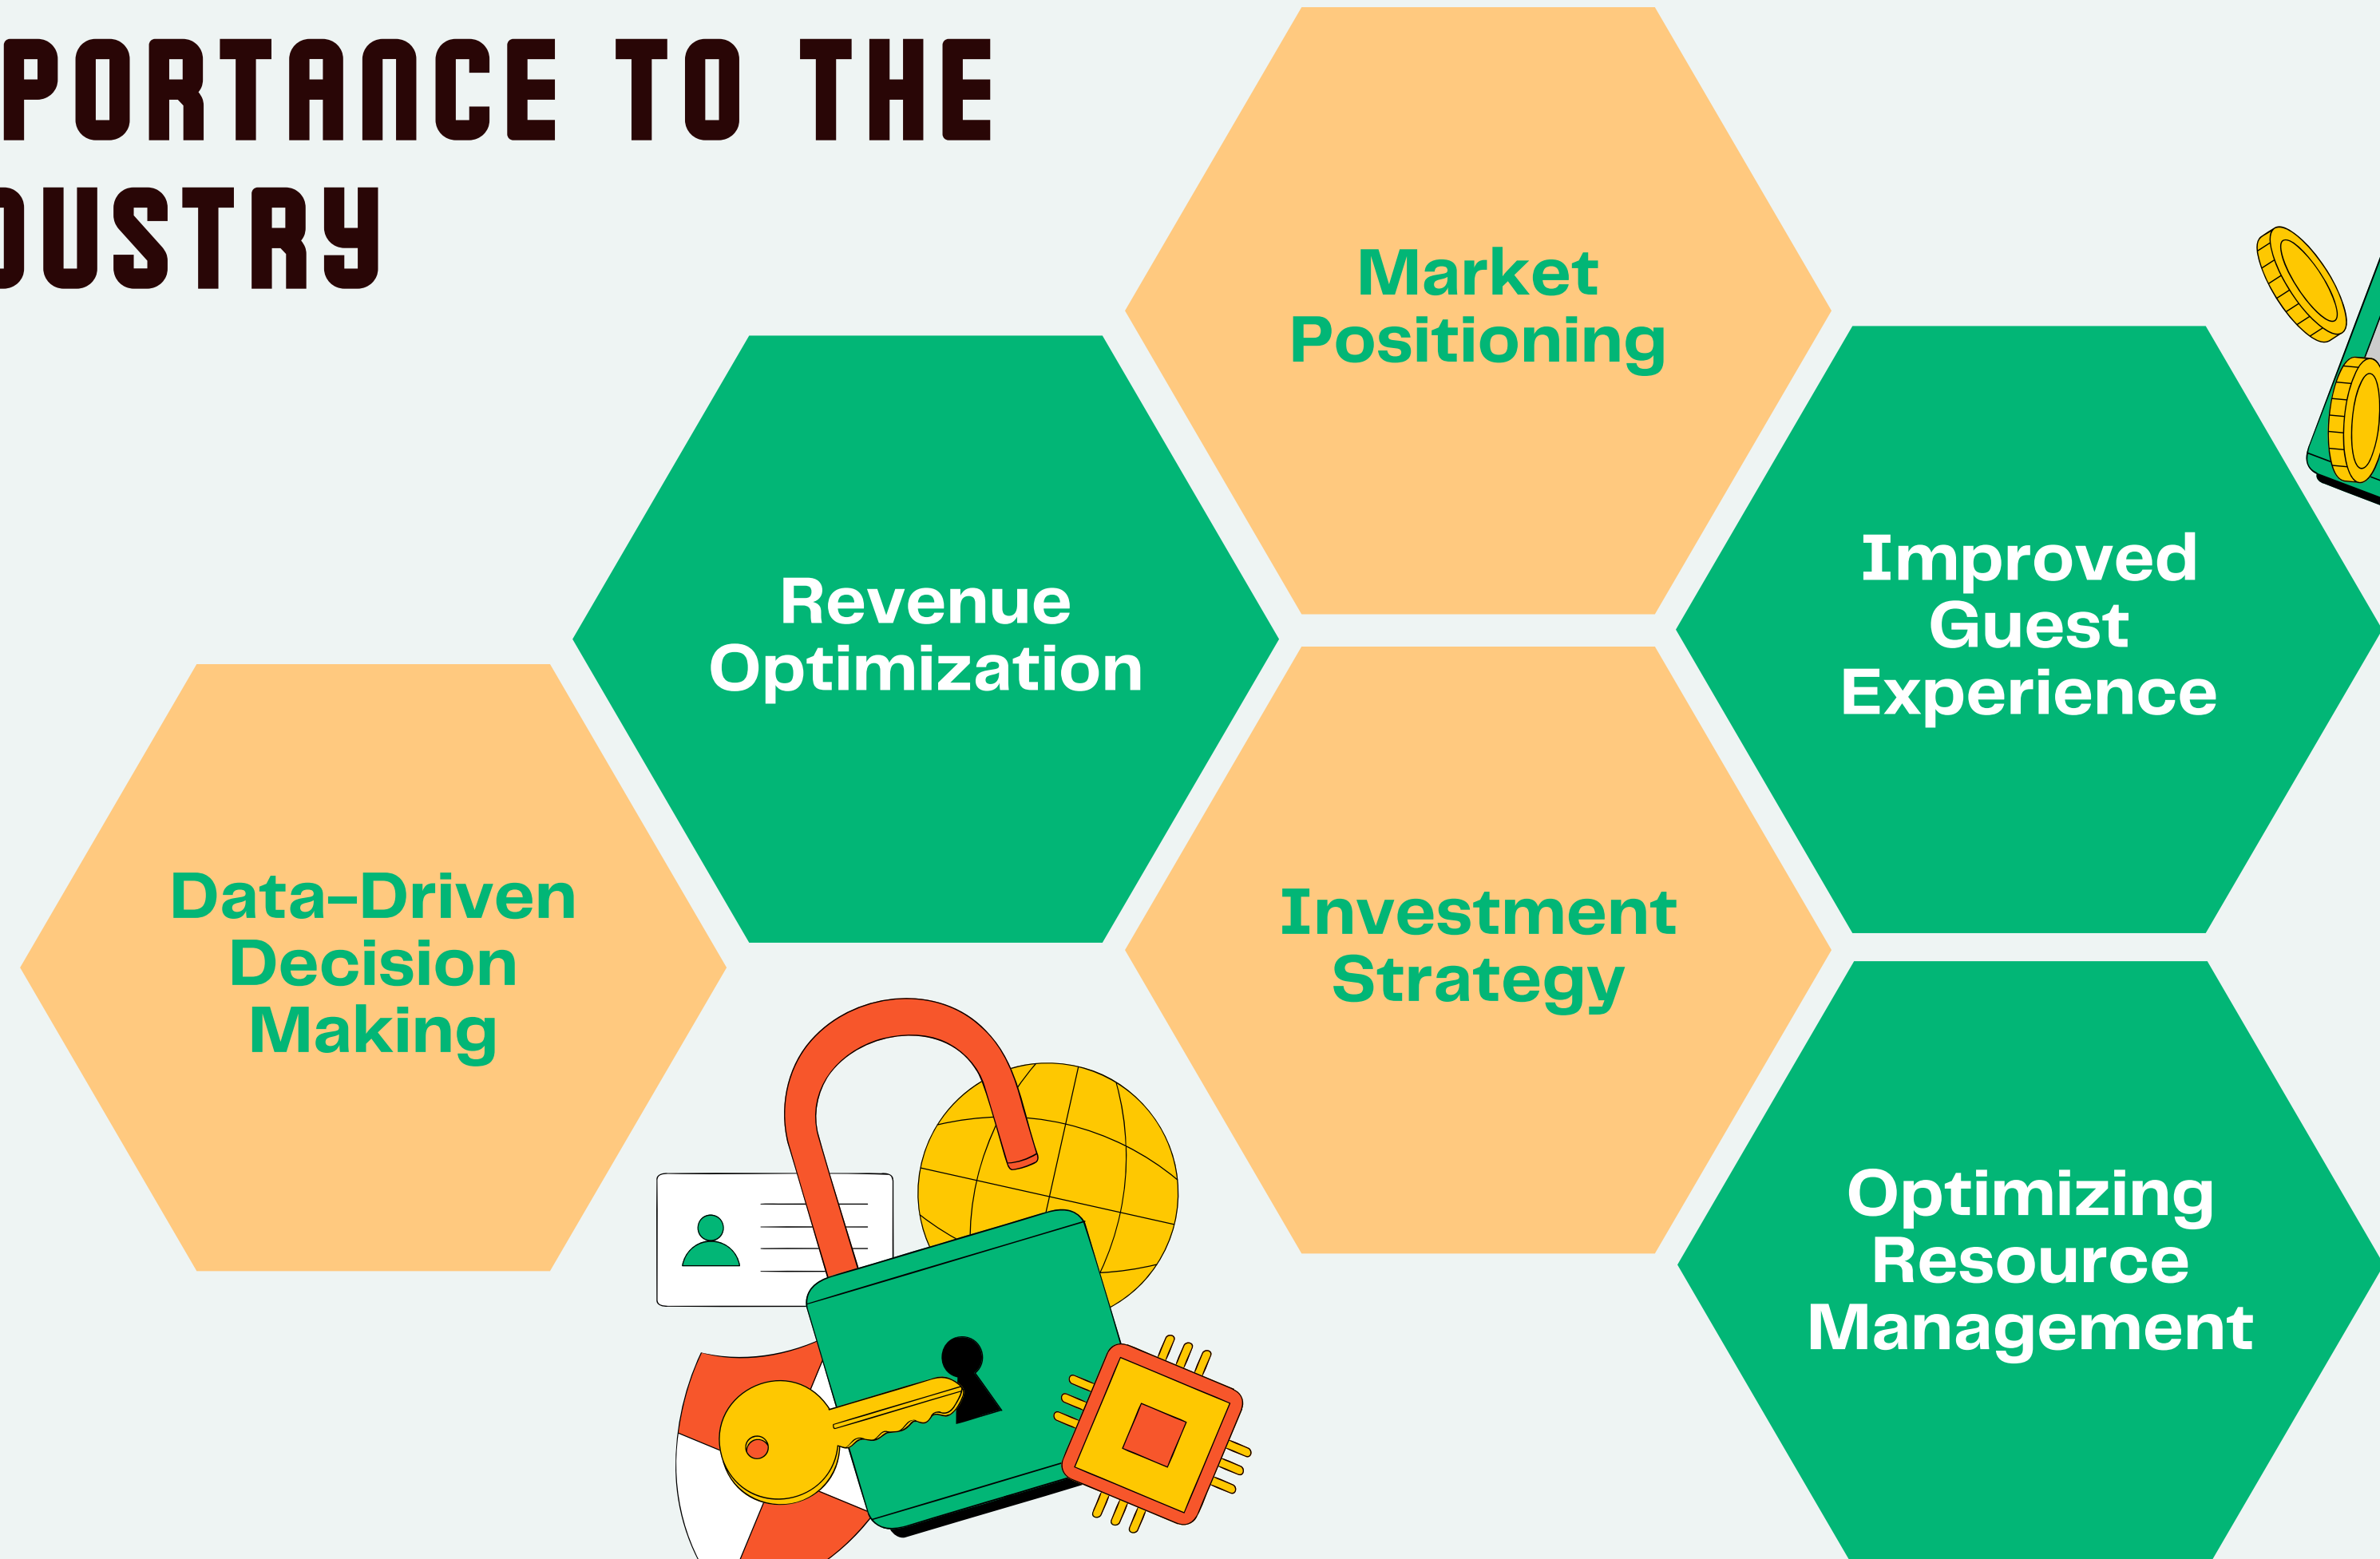 PORTANCE TO THE
DUSTRY
Market
Positioning
Revenue
Optimization
Improved
Guest
Experience
Data-Driven
Decision
Making
Investment
Strategy
Optimizing
Resource
Management